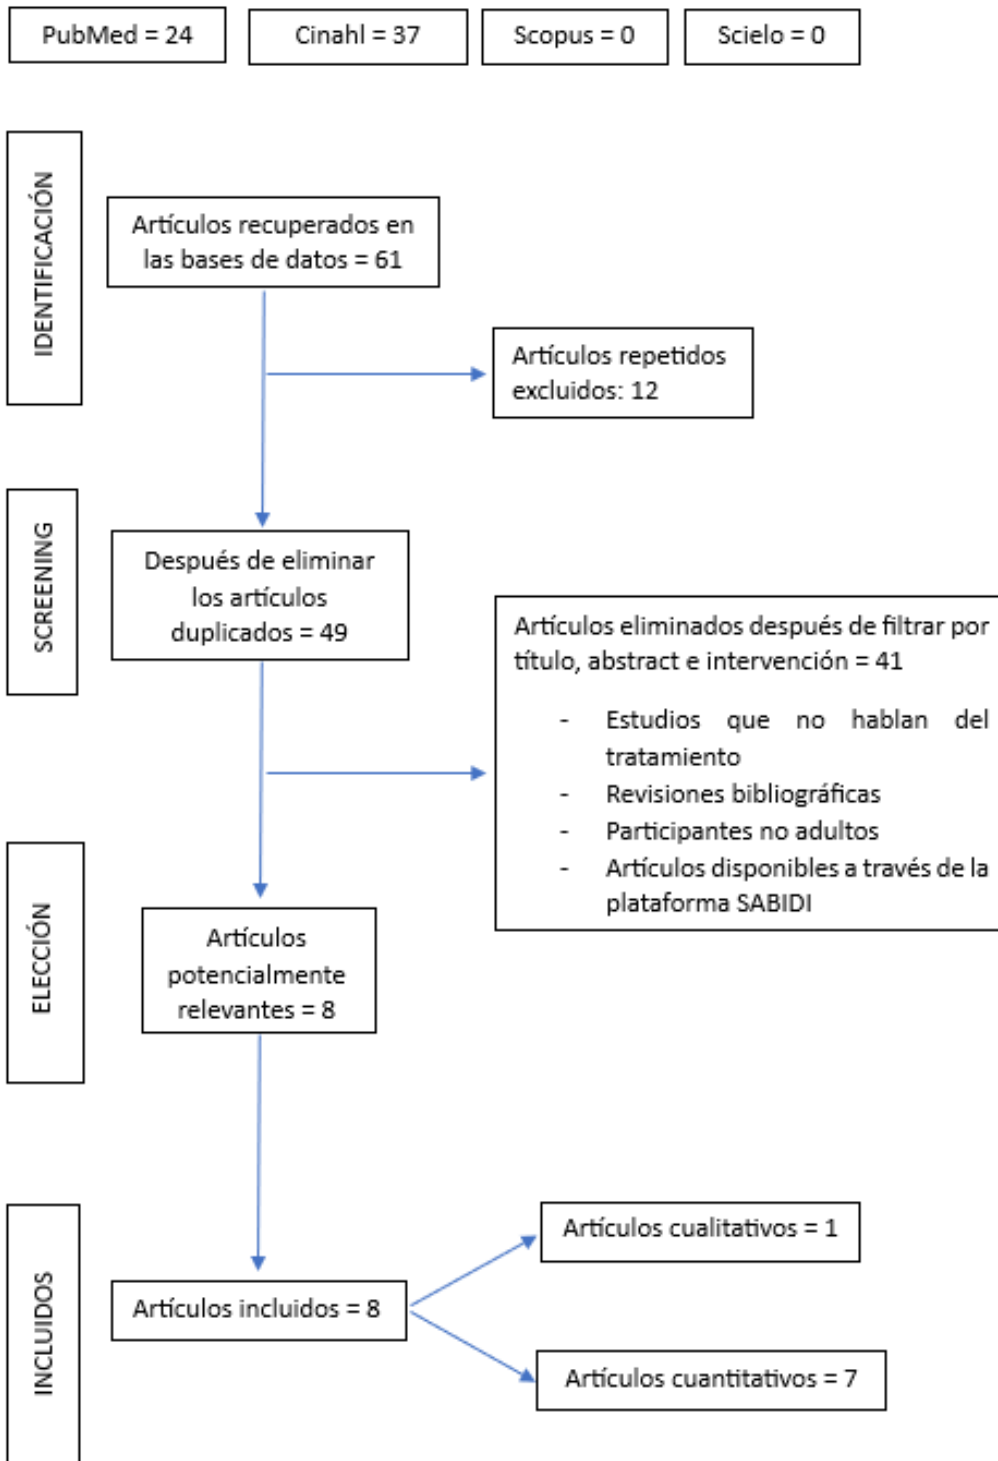 PubMed = 24
Cinahl = 37
Scopus = 0
Scielo = 0
IDENTIFICACIÓN
Artículos recuperados en
las bases de datos = 61
Artículos repetidos
excluidos: 12
SCREENING
Después de eliminar
los artículos
duplicados = 49
Artículos eliminados después de filtrar por
título, abstract e intervención = 41
- Estudios que no hablan del
tratamiento
- Revisiones bibliográficas
- Participantes no adultos
- Artículos disponibles a través de la
plataforma SABIDI
ELECCIÓN
Artículos
potencialmente
relevantes = 8
INCLUIDOS
Artículos incluidos = 8
Artículos cualitativos = 1
Artículos cuantitativos = 7